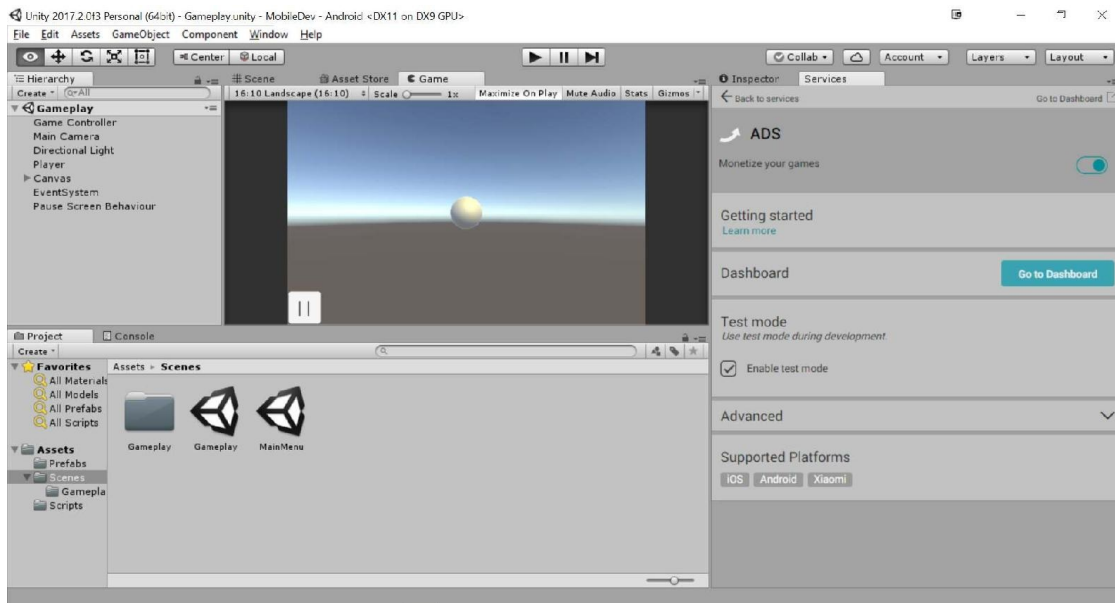 Unity 2017.2.0f3 Personal (64bit) - Gameplay.unity - MobileDev - Android <DX11 on DX9 GPU>
File Edit Assets GameObject Component Window Help
Center Local Collab Account Layers Layout
Hierarchy
Create All
Gameplay
Game Controller
Main Camera
Directional Light
Player
Canvas
EventSystem
Pause Screen Behaviour
Scene Asset Store Game
16:10 Landscape (16:10) Scale 1x Maximize On Play Mute Audio Stats Gizmos
Inspector Services
Back to services Go to Dashboard
ADS
Monetize your games
Getting started
Learn more
Dashboard Go to Dashboard
Test mode
Use test mode during development
Enable test mode
Advanced
Supported Platforms
iOS Android Xiaomi
Project Console
Create
Favorites
All Materials
All Models
All Prefabs
All Scripts
Assets
Prefabs
Scenes
Gamepla
Scripts
Assets Scenes
Gameplay Gameplay MainMenu